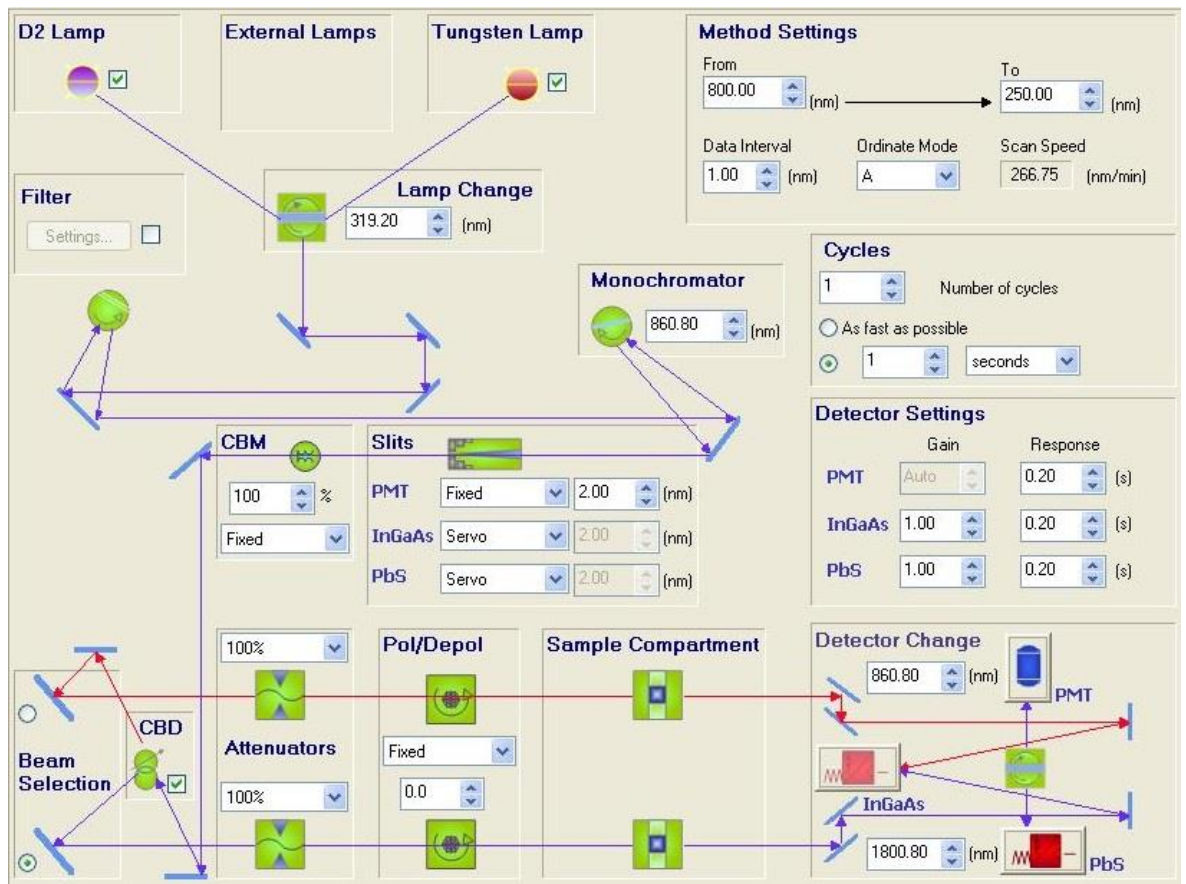 D2 Lamp
External Lamps
Tungsten Lamp
Method Settings
From
To
800.00 (nm)
250.00 (nm)
Data Interval
Ordinate Mode
Scan Speed
1.00 (nm)
A
266.75 (nm/min)
Filter
Settings...
Lamp Change
319.20 (nm)
Monochromator
860.80 (nm)
Cycles
1 Number of cycles
As fast as possible
1 seconds
CBM
100 %
Fixed
Slits
PMT Fixed 2.00 (nm)
InGaAs Servo 2.00 (nm)
PbS Servo 2.00 (nm)
Detector Settings
Gain Response
PMT Auto 0.20 (s)
InGaAs 1.00 0.20 (s)
PbS 1.00 0.20 (s)
Beam
Selection
CBD
100%
Attenuators
100%
Pol/Depol
Fixed
0.0
Sample Compartment
Detector Change
860.80 (nm)
PMT
InGaAs
1800.80 (nm)
PbS